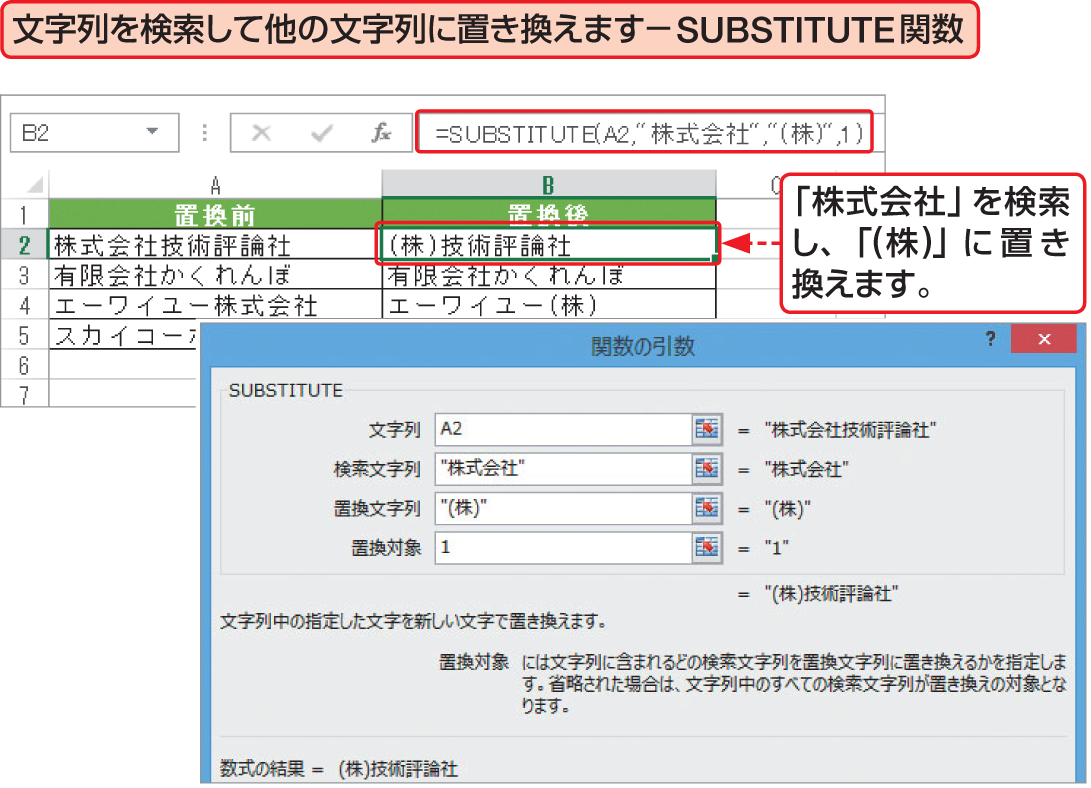 文字列を検索して他の文字列に置き換えます－SUBSTITUTE関数
B2
fx
=SUBSTITUTE(A2,“株式会社“,“(株)“,1)
A B C
1 置換前 置換後
2 株式会社技術評論社 (株)技術評論社
3 有限会社かくれんぼ 有限会社かくれんぼ
4 エーワイユー株式会社 エーワイユー(株)
5 スカイコー
6
7
「株式会社」を検索
し、「(株)」に置き
換えます。
関数の引数
?
SUBSTITUTE
文字列 A2 = "株式会社技術評論社"
検索文字列 "株式会社" = "株式会社"
置換文字列 "(株)" = "(株)"
置換対象 1 = "1"
= "(株)技術評論社"
文字列中の指定した文字を新しい文字で置き換えます。
置換対象 には文字列に含まれるどの検索文字列を置換文字列に置き換えるかを指定しま
す。省略された場合は、文字列中のすべての検索文字列が置き換えの対象とな
ります。
数式の結果 = (株)技術評論社